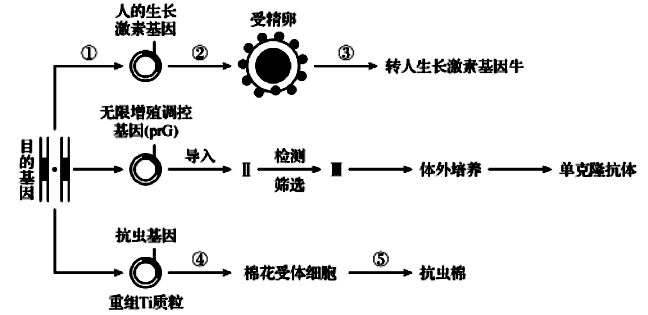 人的生长
激素基因
受精卵
① ② ③ 转人生长激素基因牛
无限增殖调控
基因(prG)
目的基因
导入 Ⅱ 检测 Ⅲ 体外培养 单克隆抗体
筛选
抗虫基因
④ 棉花受体细胞 ⑤ 抗虫棉
重组Ti质粒